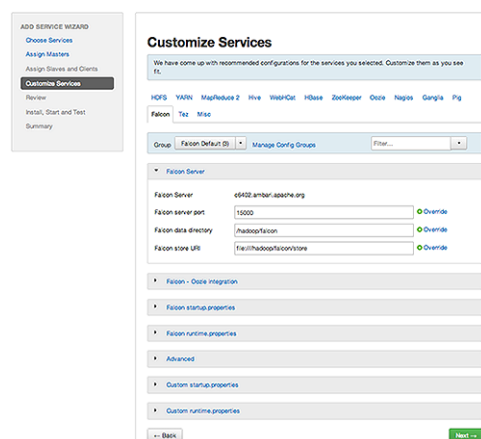 ADD SERVICE WIZARD
Choose Services
Assign Masters
Assign Slaves and Clients
Customize Services
Review
Install, Start and Test
Summary
Customize Services
We have come up with recommended configurations for the services you selected. Customize them as you see
fit.
HDFS YARN MapReduce 2 Hive WebHCat HBase ZooKeeper Oozie Nagios Ganglia Pig
Falcon Tez Misc
Group Falcon Default (0) Manage Config Groups Filter...
Falcon Server
Falcon Server c6402.ambari.apache.org
Falcon server port 15000 Override
Falcon data directory /hadoop/falcon Override
Falcon store URI file:///hadoop/falcon/store Override
Falcon - Oozie integration
Falcon startup.properties
Falcon runtime.properties
Advanced
Custom startup.properties
Custom runtime.properties
← Back Next →